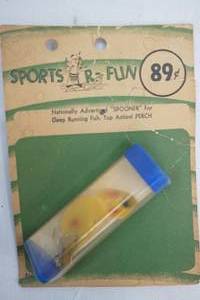 SPORTS R FUN
89¢
Nationally Advertised "SPOONER" for
Deep Running Fish, Top Action! PERCH